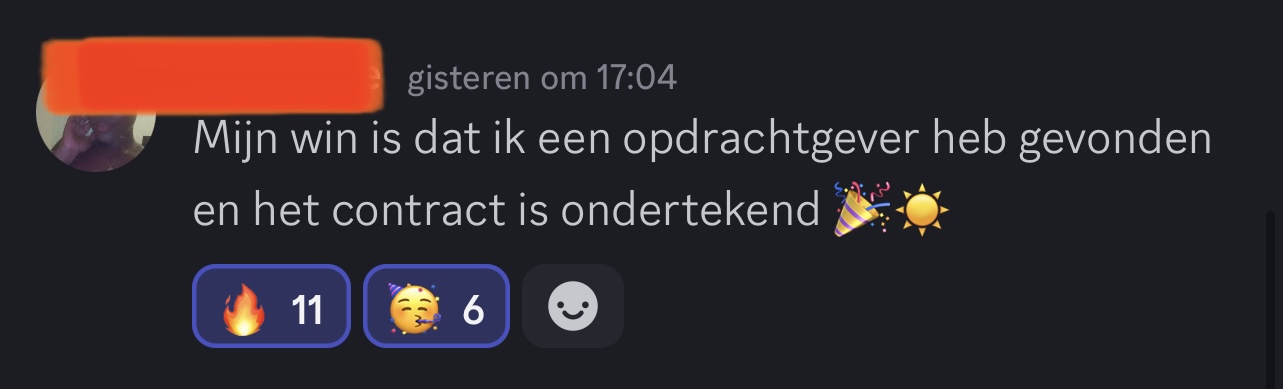 gisteren om 17:04
Mijn win is dat ik een opdrachtgever heb gevonden
en het contract is ondertekend 🎉☀️
🔥 11 🥳 6